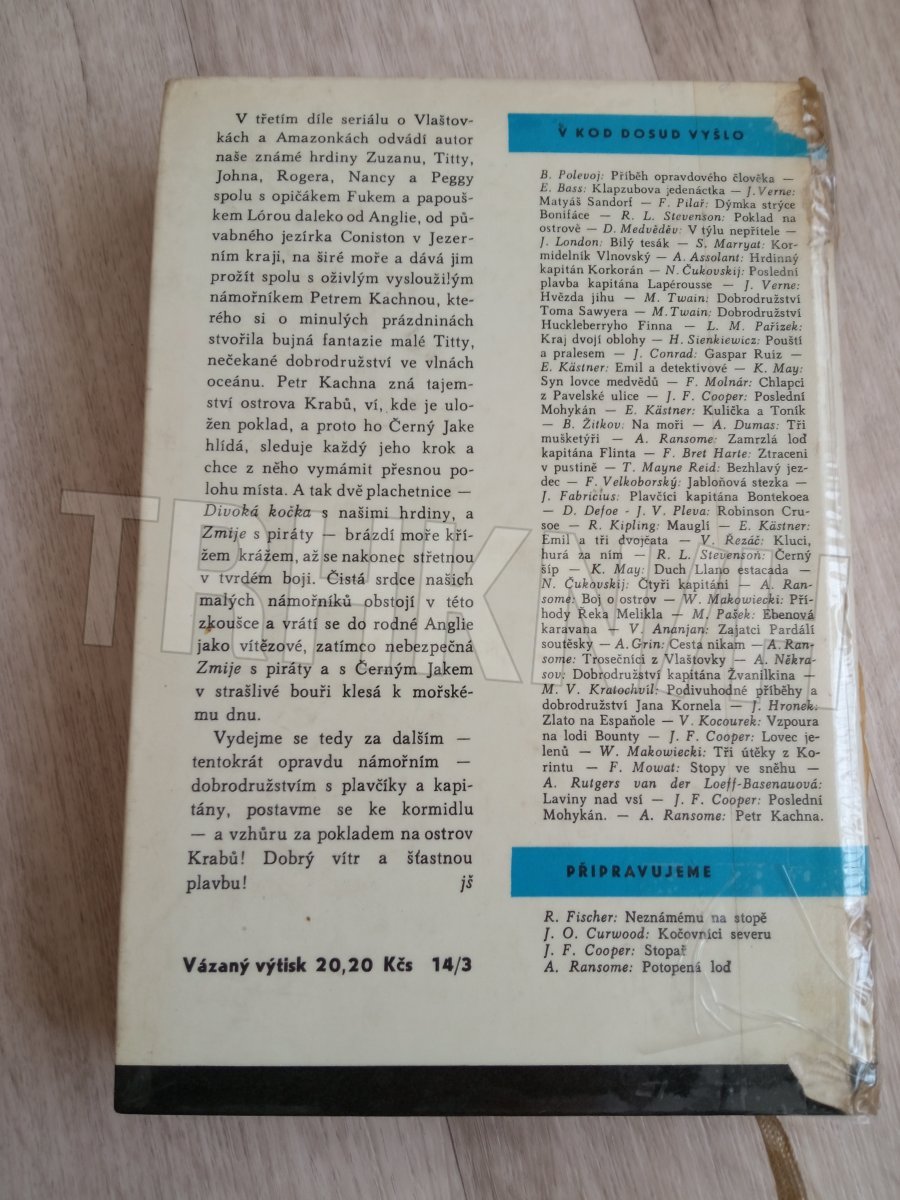 V třetím díle seriálu o Vlaštov-
kách a Amazonkách odvádí autor
naše známé hrdiny Zuzanu, Titty,
Johna, Rogera, Nancy a Peggy
spolu s opičákem Fukem a papouš-
kem Lórou daleko od Anglie, od pů-
vabného jezírka Coniston v Jezer-
ním kraji, na širé moře a dává jim
prožít spolu s oživlým vysloužilým
námořníkem Petrem Kachnou, kte-
rého si o minulých prázdninách
stvořila bujná fantazie malé Titty,
nečekané dobrodružství ve vlnách
oceánu. Petr Kachna zná tajem-
ství ostrova Krabů, ví, kde je ulo-
žen poklad, a proto ho Černý Jake
hlídá, sleduje každý jeho krok a
chce z něho vymámit přesnou po-
lohu místa. A tak dvě plachetnice —
Divoká kočka s našimi hrdiny, a
Zmije s piráty — brázdí moře kří-
žem krážem, až se nakonec střetnou
v tvrdém boji. Čistá srdce našich
malých námořníků obstojí v této
zkoušce a vrátí se do rodné Anglie
jako vítězové, zatímco nebezpečná
Zmije s piráty a s Černým Jakem
v strašlivé bouři klesá k mořské-
mu dnu.
Vydejme se tedy za dalším —
tentokrát opravdu námořním —
dobrodružstvím s plavčíky a kapi-
tány, postavme se ke kormidlu
— a vzhůru za pokladem na ostrov
Krabů! Dobrý vítr a šťastnou
plavbu! jš
Vázaný výtisk 20,20 Kčs 14/3
V KOD DOSUD VYŠLO
B. Polevoj: Příběh opravdového člověka —
E. Bass: Klapzubova jedenáctka — J. Verne:
Matyáš Sandorf — F. Pilař: Dýmka strýce
Bonifáce — R. L. Stevenson: Poklad na
ostrově — D. Medvěděv: V týlu nepřítele —
J. London: Bílý tesák — S. Marryat: Kor-
midelník Vlnovský — A. Assolant: Hrdinný
kapitán Korkorán — N. Čukovskij: Poslední
plavba kapitána Lapérousse — J. Verne:
Hvězda jihu — M. Twain: Dobrodružství
Toma Sawyera — M. Twain: Dobrodružství
Huckleberryho Finna — L. M. Pařízek:
Kraj dvojí oblohy — H. Sienkiewicz: Pouští
a pralesem — J. Conrad: Gaspar Ruiz —
E. Kästner: Emil a detektivové — K. May:
Syn lovce medvědů — F. Molnár: Chlapci
z Pavelské ulice — J. F. Cooper: Poslední
Mohykán — E. Kästner: Kulička a Toník
— B. Žitkov: Na moři — A. Dumas: Tři
mušketýři — A. Ransome: Zamrzlá loď
kapitána Flinta — F. Bret Harte: Ztraceni
v pustině — T. Mayne Reid: Bezhlavý jez-
dec — F. Velkoborský: Jabloňová stezka —
J. Fabricius: Plavčíci kapitána Bontekoea
— D. Defoe - J. V. Pleva: Robinson Cru-
soe — R. Kipling: Mauglí — E. Kästner:
Emil a tři dvojčata — V. Řezáč: Kluci,
hurá za ním — R. L. Stevenson: Černý
šíp — K. May: Duch Llano estacada —
N. Čukovskij: Čtyři kapitáni — A. Ran-
some: Boj o ostrov — W. Makowiecki: Pří-
hody Řeka Melikla — M. Pašek: Ebenová
karavana — V. Ananjan: Zajatci Pardálí
soutěsky — A. Grin: Cesta nikam — A. Ran-
some: Trosečníci z Vlaštovky — A. Někra-
sov: Dobrodružství kapitána Žvanilkina —
M. V. Kratochvíl: Podivuhodné příběhy a
dobrodružství Jana Kornela — J. Hronek:
Zlato na Españole — V. Kocourek: Vzpoura
na lodi Bounty — J. F. Cooper: Lovec je-
lenů — W. Makowiecki: Tři útěky z Ko-
rintu — F. Mowat: Stopy ve sněhu —
A. Rutgers van der Loeff-Basenauová:
Laviny nad vsí — J. F. Cooper: Poslední
Mohykán. — A. Ransome: Petr Kachna.
PŘIPRAVUJEME
R. Fischer: Neznámému na stopě
J. O. Curwood: Kočovníci severu
J. F. Cooper: Stopař
A. Ransome: Potopená loď
TRHKNIH